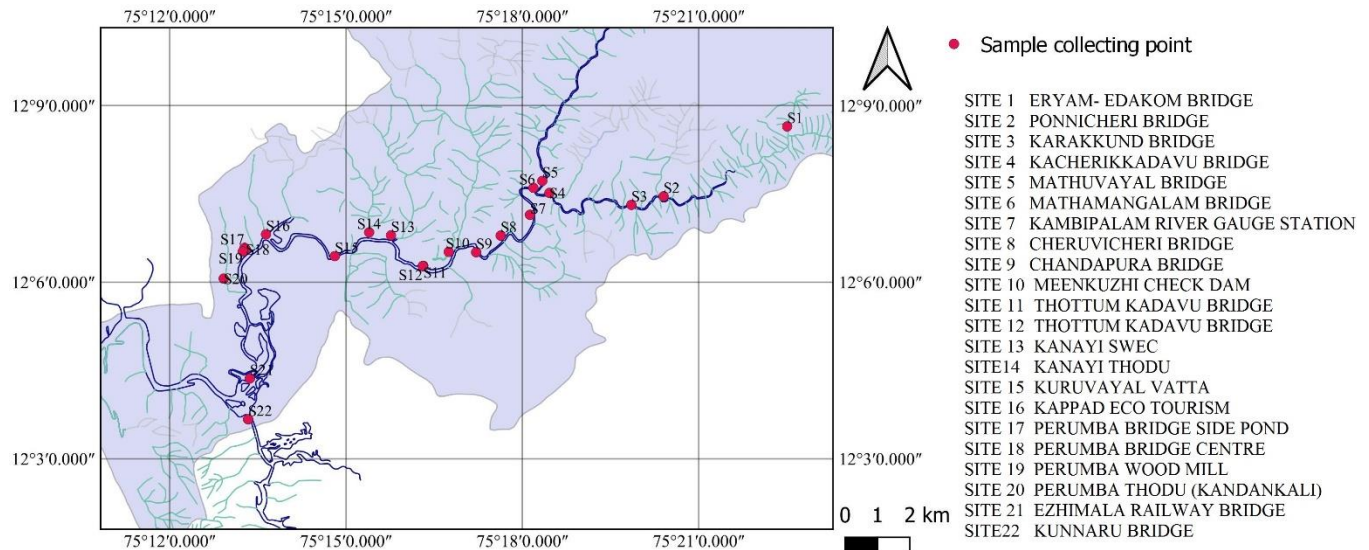 75°12'0.000" 75°15'0.000" 75°18'0.000" 75°21'0.000"
12°9'0.000" 12°9'0.000"
12°6'0.000" 12°6'0.000"
12°3'0.000" 12°3'0.000"
75°12'0.000" 75°15'0.000" 75°18'0.000" 75°21'0.000"
S1
S5
S6
S4
S3 S2
S7
S8
S16
S14 S13
S17
S18
S15
S10 S9
S19
S12 S11
S20
S21
S22
0 1 2 km
Sample collecting point
SITE 1 ERYAM- EDAKOM BRIDGE
SITE 2 PONNICHERI BRIDGE
SITE 3 KARAKKUND BRIDGE
SITE 4 KACHERIKKADAVU BRIDGE
SITE 5 MATHUVAYAL BRIDGE
SITE 6 MATHAMANGALAM BRIDGE
SITE 7 KAMBIPALAM RIVER GAUGE STATION
SITE 8 CHERUVICHERI BRIDGE
SITE 9 CHANDAPURA BRIDGE
SITE 10 MEENKUZHI CHECK DAM
SITE 11 THOTTUM KADAVU BRIDGE
SITE 12 THOTTUM KADAVU BRIDGE
SITE 13 KANAYI SWEC
SITE14 KANAYI THODU
SITE 15 KURUVAYAL VATTA
SITE 16 KAPPAD ECO TOURISM
SITE 17 PERUMBA BRIDGE SIDE POND
SITE 18 PERUMBA BRIDGE CENTRE
SITE 19 PERUMBA WOOD MILL
SITE 20 PERUMBA THODU (KANDANKALI)
SITE 21 EZHIMALA RAILWAY BRIDGE
SITE22 KUNNARU BRIDGE